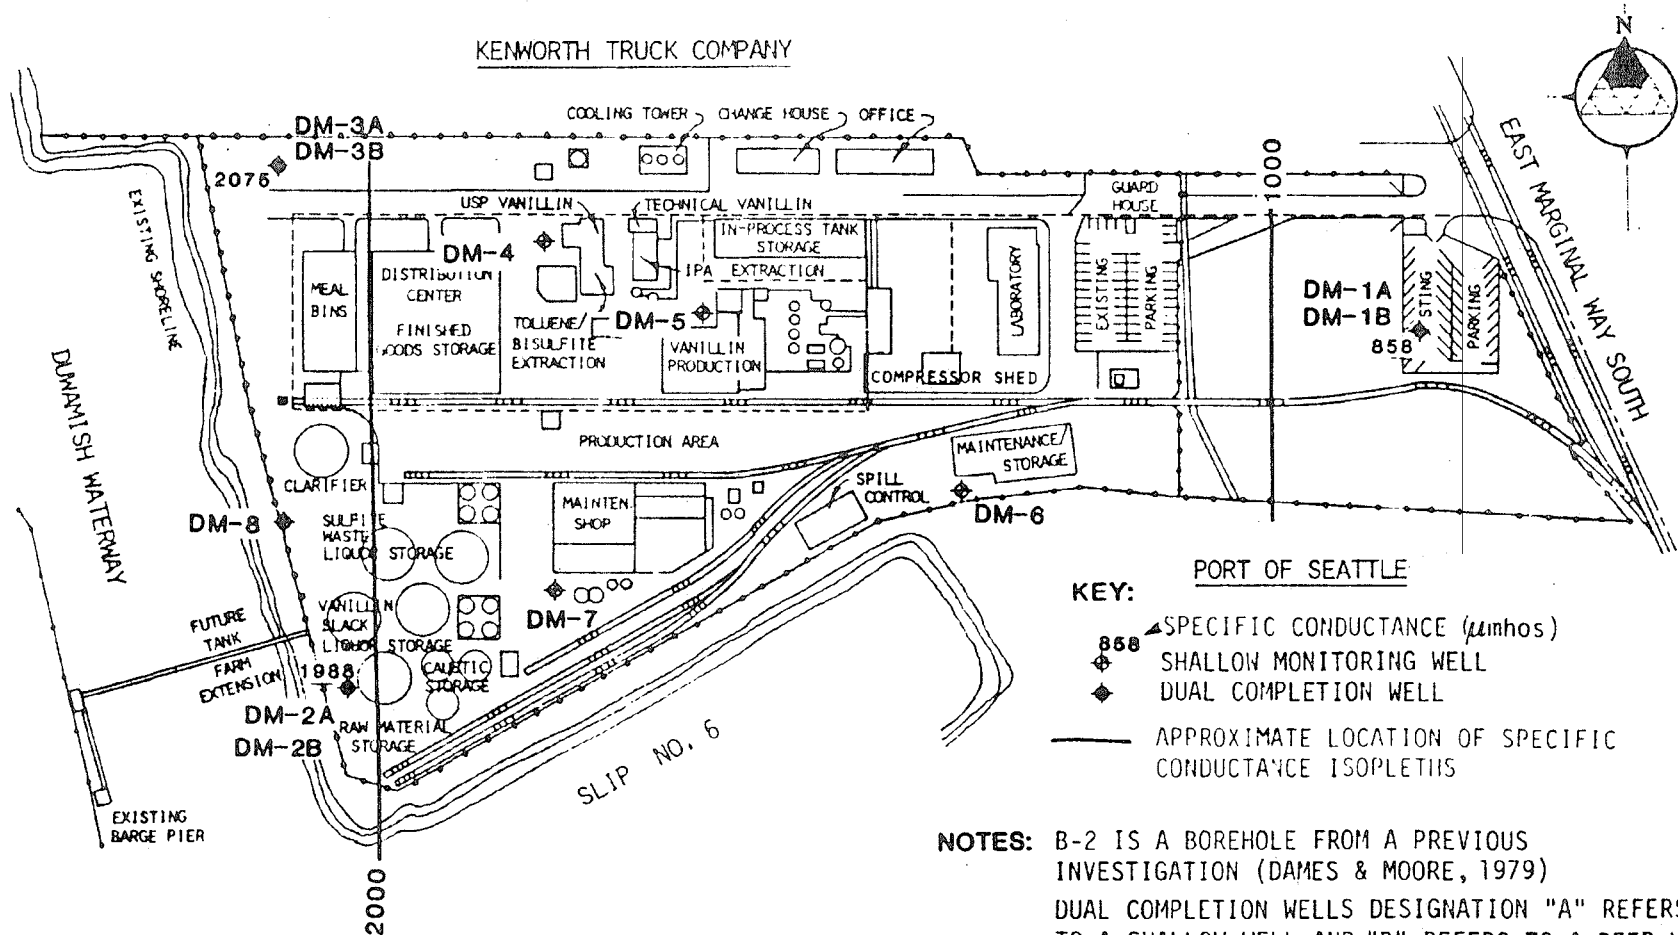 N
KENWORTH TRUCK COMPANY
COOLING TOWER
CHANGE HOUSE
OFFICE
DM-3A
DM-3B
2075
EXISTING SHORELINE
DUWAMISH WATERWAY
USP VANILLIN
TECHNICAL VANILLIN
IN-PROCESS TANK
STORAGE
IPA EXTRACTION
DM-4
MEAL
BINS
DISTRIBUTION
CENTER
FINISHED
GOODS STORAGE
TOLUENE/
BISULFITE
EXTRACTION
DM-5
VANILLIN
PRODUCTION
LABORATORY
COMPRESSOR SHED
GUARD
HOUSE
EXISTING
PARKING
1000
DM-1A
DM-1B
858
STING
PARKING
EAST MARGINAL WAY SOUTH
PRODUCTION AREA
MAINTENANCE/
STORAGE
CLARIFIER
DM-8
SULFITE
WASTE
LIQUOR STORAGE
MAINTEN.
SHOP
SPILL
CONTROL
DM-6
DM-7
VANILLIN
SLACK
LIQUOR STORAGE
FUTURE
TANK
FARM
EXTENSION
1988
CAUSTIC
STORAGE
DM-2A
DM-2B
RAW MATERIAL
STORAGE
SLIP NO. 6
EXISTING
BARGE PIER
2000
PORT OF SEATTLE
KEY:
858 SPECIFIC CONDUCTANCE (µmhos)
SHALLOW MONITORING WELL
DUAL COMPLETION WELL
APPROXIMATE LOCATION OF SPECIFIC
CONDUCTANCE ISOPLETHS
NOTES: B-2 IS A BOREHOLE FROM A PREVIOUS
INVESTIGATION (DAMES & MOORE, 1979)
DUAL COMPLETION WELLS DESIGNATION "A" REFERS